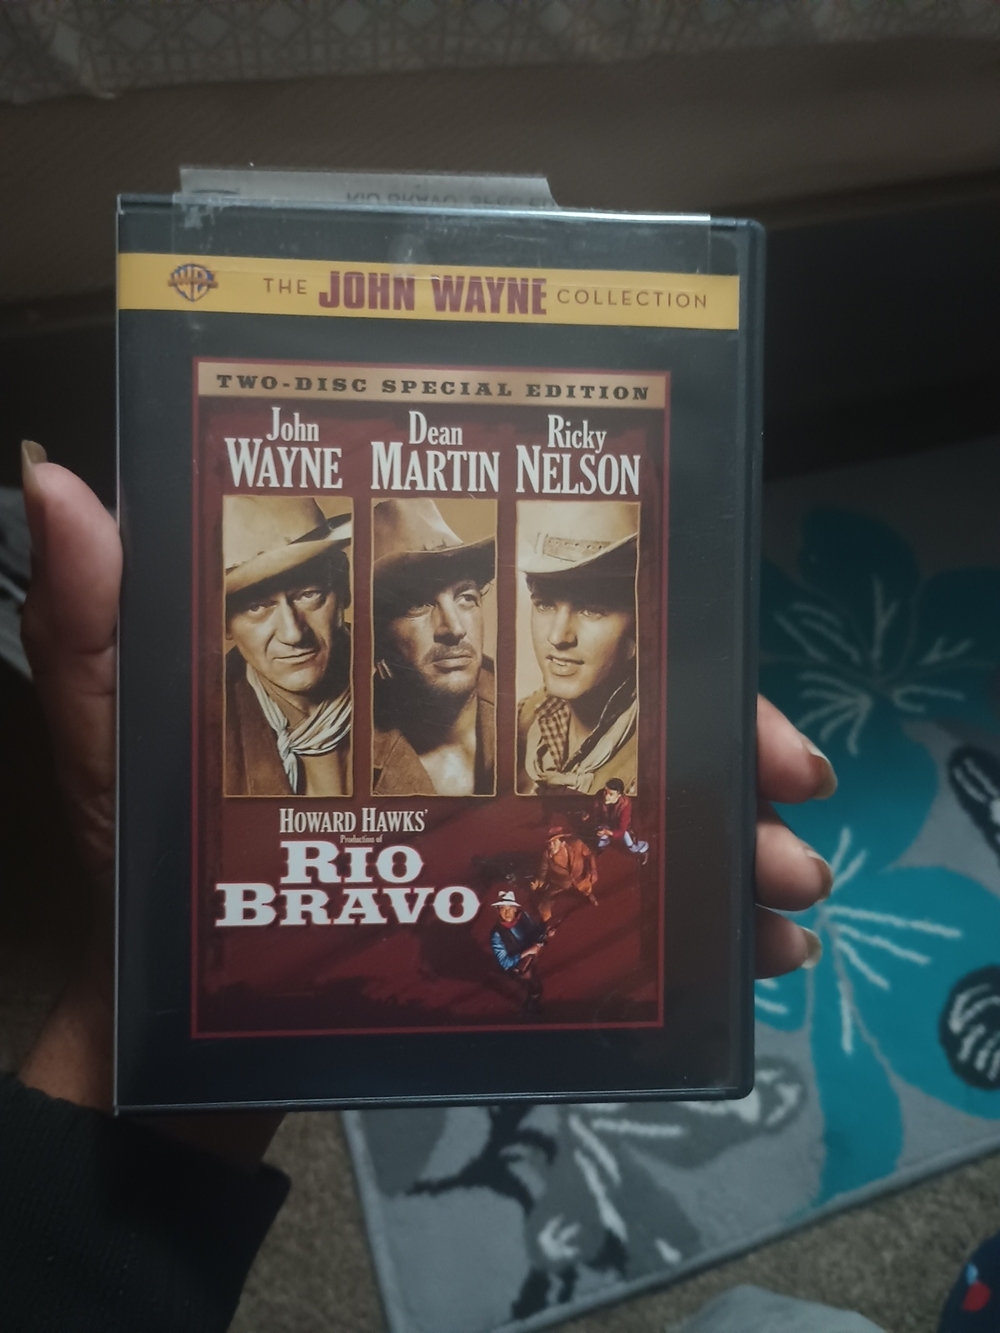 WB
THE JOHN WAYNE COLLECTION
TWO-DISC SPECIAL EDITION
John Dean Ricky
WAYNE MARTIN NELSON
HOWARD HAWKS'
Production of
RIO
BRAVO